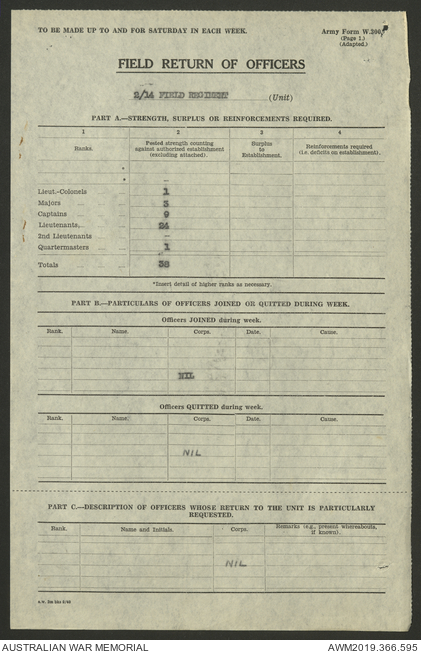 TO BE MADE UP TO AND FOR SATURDAY IN EACH WEEK.
Army Form W.
(Page 1.)
(Adapted.)
FIELD RETURN OF OFFICERS
2/14 FIELD REGIMENT (Unit)
PART A.—STRENGTH, SURPLUS OR REINFORCEMENTS REQUIRED.
1 2 3 4
Ranks. Posted strength counting against authorized establishment (excluding attached). Surplus to Establishment. Reinforcements required (i.e. deficits on establishment).
*
* —
Lieut.-Colonels 1
Majors 3
Captains 9
Lieutenants, 24
2nd Lieutenants —
Quartermasters 1
Totals 38
*Insert detail of higher ranks as necessary.
PART B.—PARTICULARS OF OFFICERS JOINED OR QUITTED DURING WEEK.
Officers JOINED during week.
Rank. Name. Corps. Date. Cause.
NIL
Officers QUITTED during week.
Rank. Name. Corps. Date. Cause.
NIL
PART C.—DESCRIPTION OF OFFICERS WHOSE RETURN TO THE UNIT IS PARTICULARLY
REQUESTED.
Rank. Name and Initials. Corps. Remarks (e.g., present whereabouts, if known).
NIL
AUSTRALIAN WAR MEMORIAL AWM2019.366.595